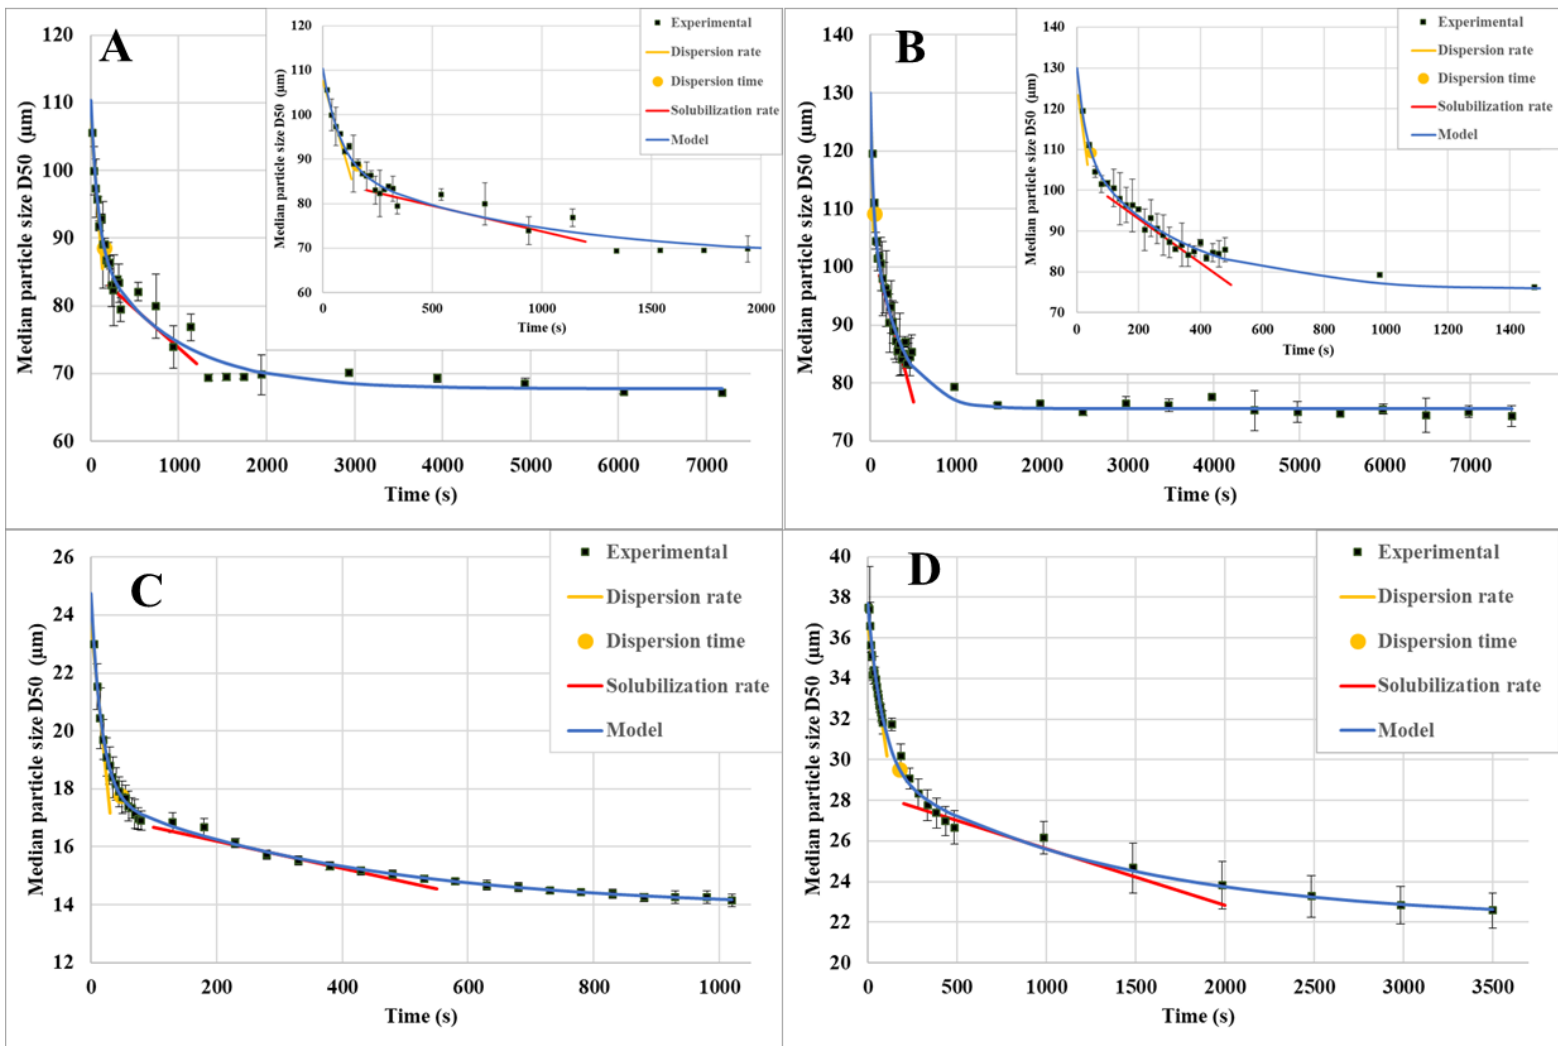 A
Median particle size D50 (μm)
120
110
100
90
80
70
60
0 1000 2000 3000 4000 5000 6000 7000
Time (s)
Median particle size D50 (μm)
120
110
100
90
80
70
60
0 500 1000 1500 2000
Time (s)
Experimental
Dispersion rate
Dispersion time
Solubilization rate
Model
B
Median particle size D50 (μm)
140
130
120
110
100
90
80
70
0 1000 2000 3000 4000 5000 6000 7000
Time (s)
Median particle size D50 (μm)
140
130
120
110
100
90
80
70
0 200 400 600 800 1000 1200 1400
Time (s)
Experimental
Dispersion rate
Dispersion time
Solubilization rate
Model
C
Median particle size D50 (μm)
26
24
22
20
18
16
14
12
0 200 400 600 800 1000
Time (s)
Experimental
Dispersion rate
Dispersion time
Solubilization rate
Model
D
Median particle size D50 (μm)
40
38
36
34
32
30
28
26
24
22
20
0 500 1000 1500 2000 2500 3000 3500
Time (s)
Experimental
Dispersion rate
Dispersion time
Solubilization rate
Model